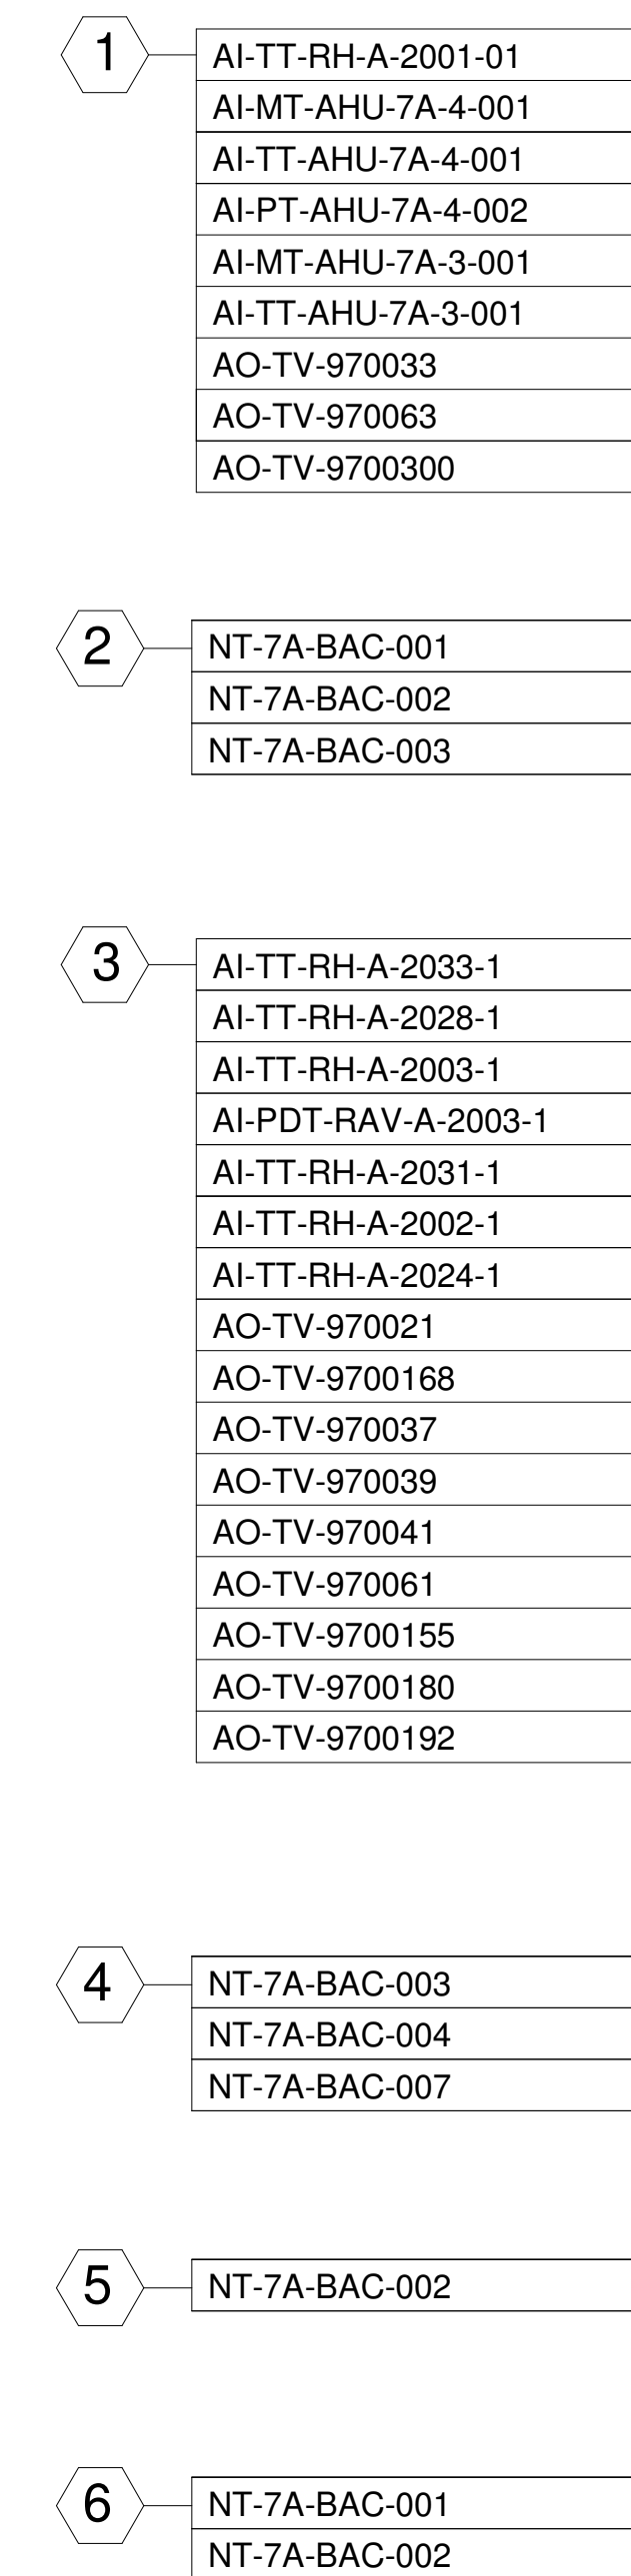 1
AI-TT-RH-A-2001-01
AI-MT-AHU-7A-4-001
AI-TT-AHU-7A-4-001
AI-PT-AHU-7A-4-002
AI-MT-AHU-7A-3-001
AI-TT-AHU-7A-3-001
AO-TV-970033
AO-TV-970063
AO-TV-9700300
2
NT-7A-BAC-001
NT-7A-BAC-002
NT-7A-BAC-003
3
AI-TT-RH-A-2033-1
AI-TT-RH-A-2028-1
AI-TT-RH-A-2003-1
AI-PDT-RAV-A-2003-1
AI-TT-RH-A-2031-1
AI-TT-RH-A-2002-1
AI-TT-RH-A-2024-1
AO-TV-970021
AO-TV-9700168
AO-TV-970037
AO-TV-970039
AO-TV-970041
AO-TV-970061
AO-TV-9700155
AO-TV-9700180
AO-TV-9700192
4
NT-7A-BAC-003
NT-7A-BAC-004
NT-7A-BAC-007
5
NT-7A-BAC-002
6
NT-7A-BAC-001
NT-7A-BAC-002